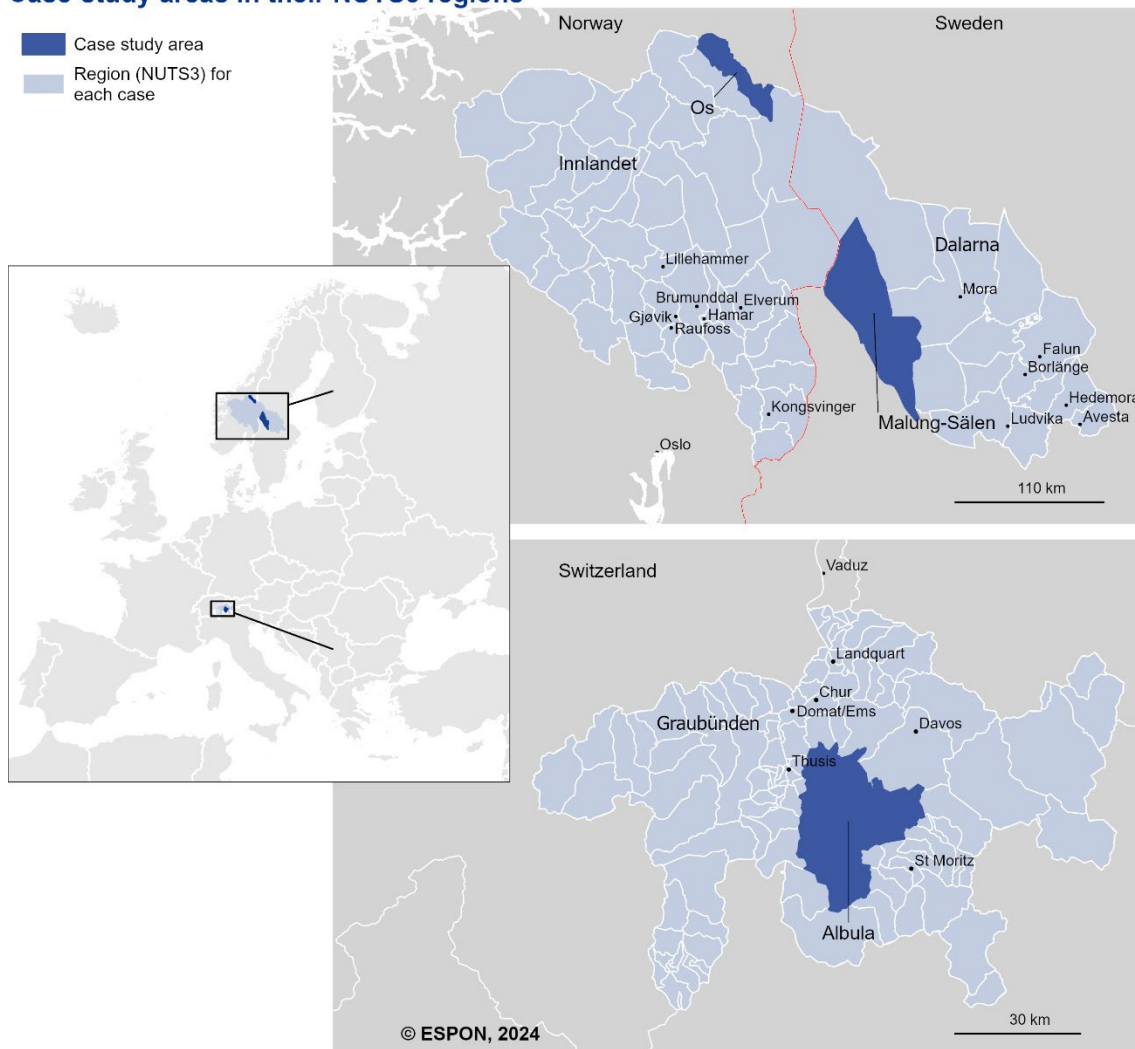 Case study areas in their NUTS3 regions
Case study area
Region (NUTS3) for
each case
Norway
Sweden
Os
Innlandet
Dalarna
Lillehammer
Mora
Brumunddal
Elverum
Gjøvik
Hamar
Raufoss
Falun
Borlänge
Hedemora
Kongsvinger
Malung-Sälen
Ludvika
Avesta
Oslo
110 km
Switzerland
Vaduz
Landquart
Chur
Domat/Ems
Graubünden
Davos
Thusis
St Moritz
Albula
30 km
© ESPON, 2024